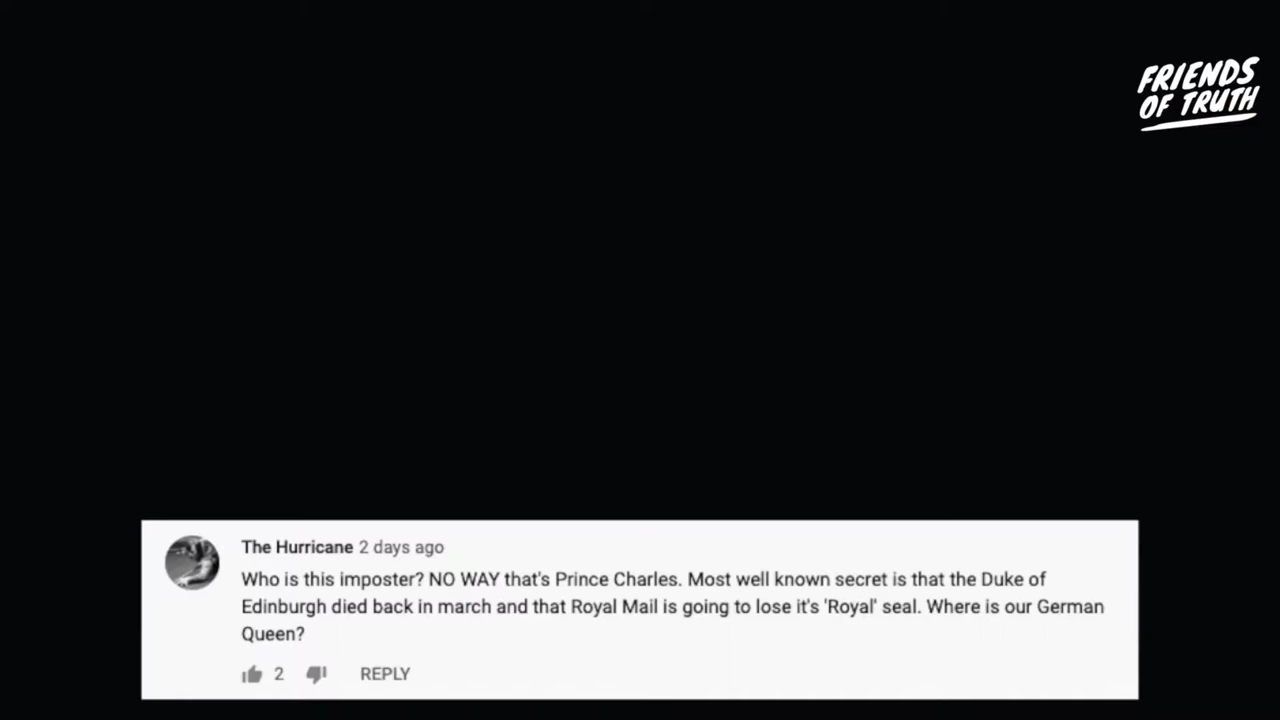 FRIENDS
OF TRUTH
The Hurricane 2 days ago
Who is this imposter? NO WAY that's Prince Charles. Most well known secret is that the Duke of
Edinburgh died back in march and that Royal Mail is going to lose it's 'Royal' seal. Where is our German
Queen?
2 REPLY